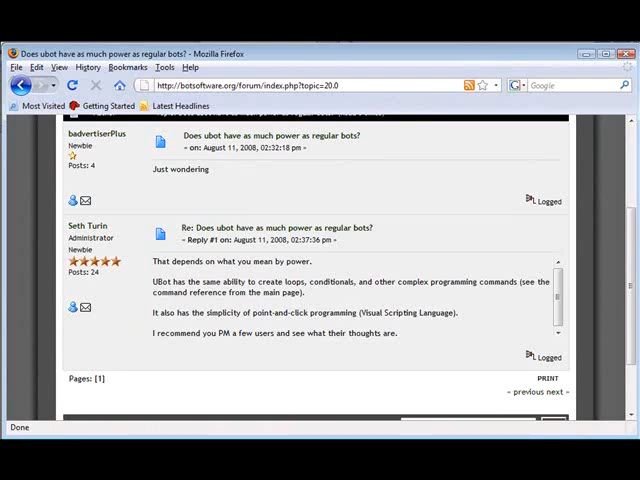 Does ubot have as much power as regular bots? - Mozilla Firefox
File Edit View History Bookmarks Tools Help
http://botsoftware.org/forum/index.php?topic=20.0
Google
Most Visited Getting Started Latest Headlines
badvertiserPlus
Newbie
Posts: 4
Does ubot have as much power as regular bots?
« on: August 11, 2008, 02:32:18 pm »
Just wondering
Logged
Seth Turin
Administrator
Newbie
Posts: 24
Re: Does ubot have as much power as regular bots?
« Reply #1 on: August 11, 2008, 02:37:36 pm »
That depends on what you mean by power.
UBot has the same ability to create loops, conditionals, and other complex programming commands (see the
command reference from the main page).
It also has the simplicity of point-and-click programming (Visual Scripting Language).
I recommend you PM a few users and see what their thoughts are.
Logged
Pages: [1]
PRINT
« previous next »
Done